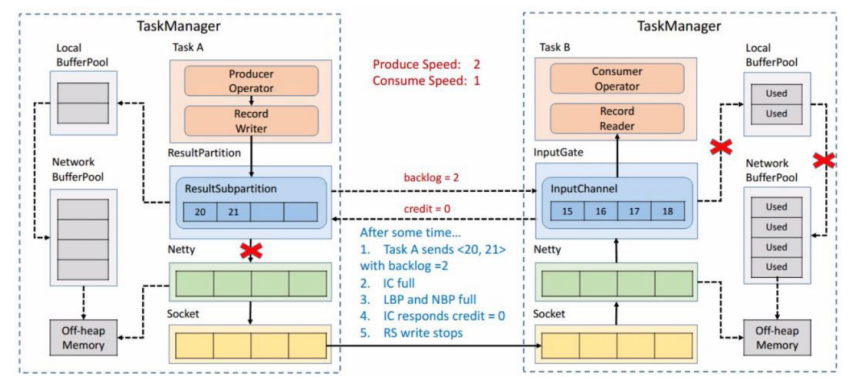 TaskManager
Local
BufferPool
Task A
Producer
Operator
Record
Writer
ResultPartition
Network
BufferPool
ResultSubpartition
20 21
Netty
Socket
Off-heap
Memory
Produce Speed: 2
Consume Speed: 1
backlog = 2
credit = 0
After some time...
1. Task A sends <20, 21>
with backlog =2
2. IC full
3. LBP and NBP full
4. IC responds credit = 0
5. RS write stops
TaskManager
Task B
Local
BufferPool
Consumer
Operator
Used
Used
Record
Reader
InputGate
Network
BufferPool
InputChannel
15 16 17 18
Used
Used
Used
Used
Netty
Socket
Off-heap
Memory